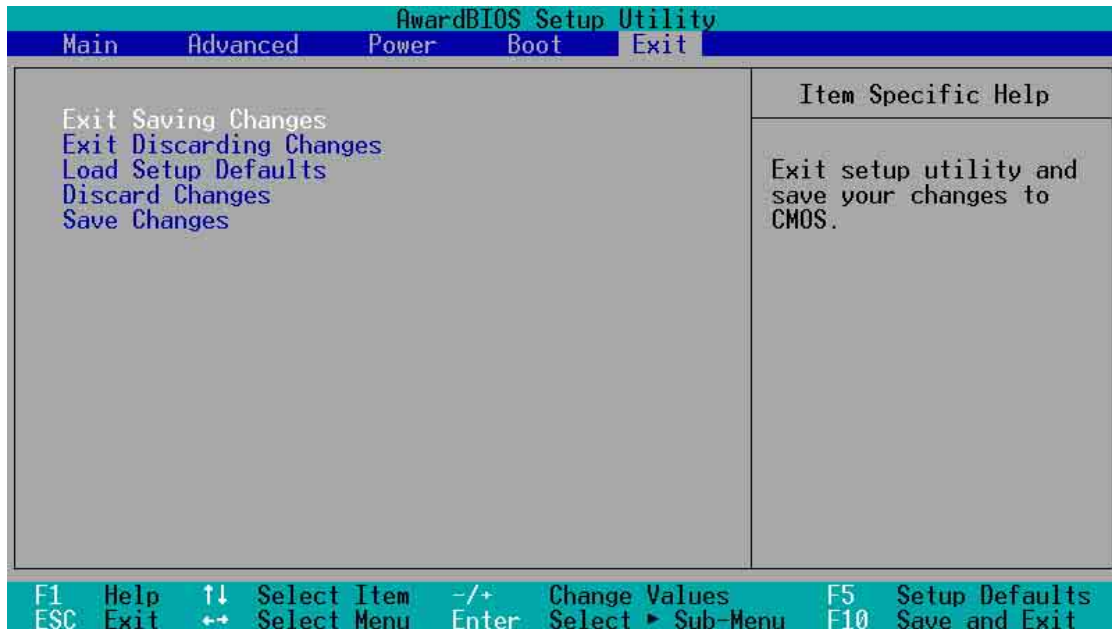 AwardBIOS Setup Utility
Main Advanced Power Boot Exit
Exit Saving Changes
Exit Discarding Changes
Load Setup Defaults
Discard Changes
Save Changes
Item Specific Help
Exit setup utility and
save your changes to
CMOS.
F1 Help ↑↓ Select Item -/+ Change Values F5 Setup Defaults
ESC Exit ←→ Select Menu Enter Select ► Sub-Menu F10 Save and Exit